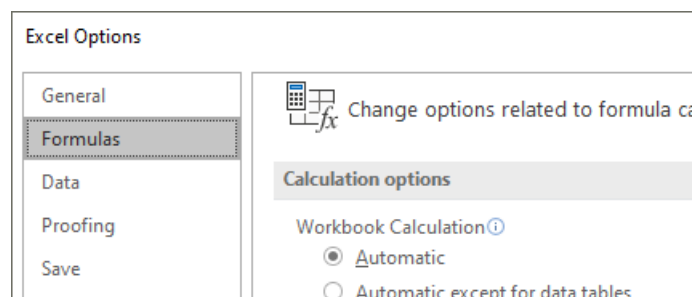 Excel Options
General
Formulas
Data
Proofing
Save
fx Change options related to formula
Calculation options
Workbook Calculation
Automatic
Automatic except for data tables